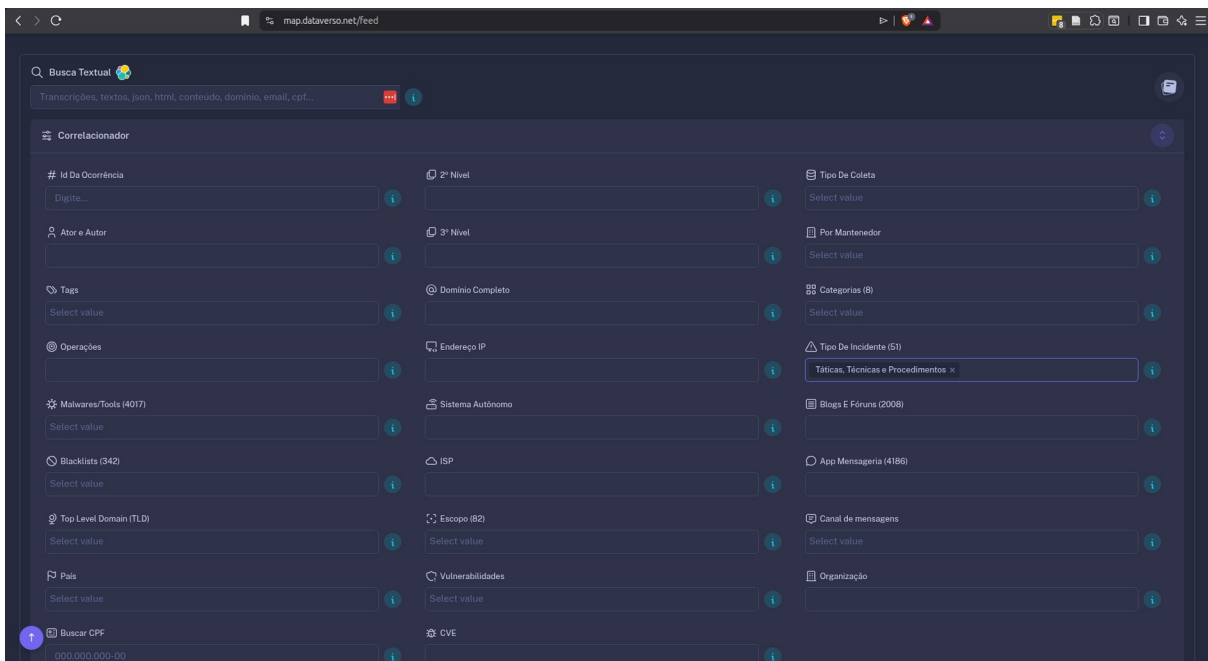 map.dataverso.net/feed
Busca Textual
Transcrições, textos, json, html, conteúdo, domínio, email, cpf...
Correlacionador
Id Da Ocorrência
2º Nível
Tipo De Coleta
Digite...
Select value
Ator e Autor
3º Nível
Por Mantenedor
Select value
Tags
Domínio Completo
Categorias (8)
Select value
Select value
Operações
Endereço IP
Tipo De Incidente (51)
Táticas, Técnicas e Procedimentos ×
Malwares/Tools (4017)
Sistema Autônomo
Blogs E Fóruns (2008)
Select value
Blacklists (342)
ISP
App Mensageria (4186)
Select value
Top Level Domain (TLD)
Escopo (82)
Canal de mensagens
Select value
Select value
Select value
País
Vulnerabilidades
Organização
Select value
Select value
Buscar CPF
CVE
000.000.000-00